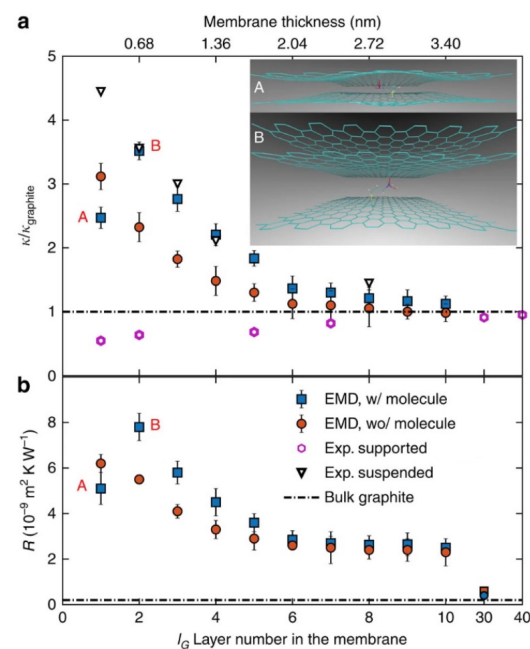 Membrane thickness (nm)
a
0.68 1.36 2.04 2.72 3.40
5
4
3
2
1
0
κ/κgraphite
A
B
A
B
b
8
6
4
2
0
R (10⁻⁹ m² K W⁻¹)
A
B
EMD, w/ molecule
EMD, wo/ molecule
Exp. supported
Exp. suspended
Bulk graphite
0 2 4 6 8 10 30 40
lG Layer number in the membrane